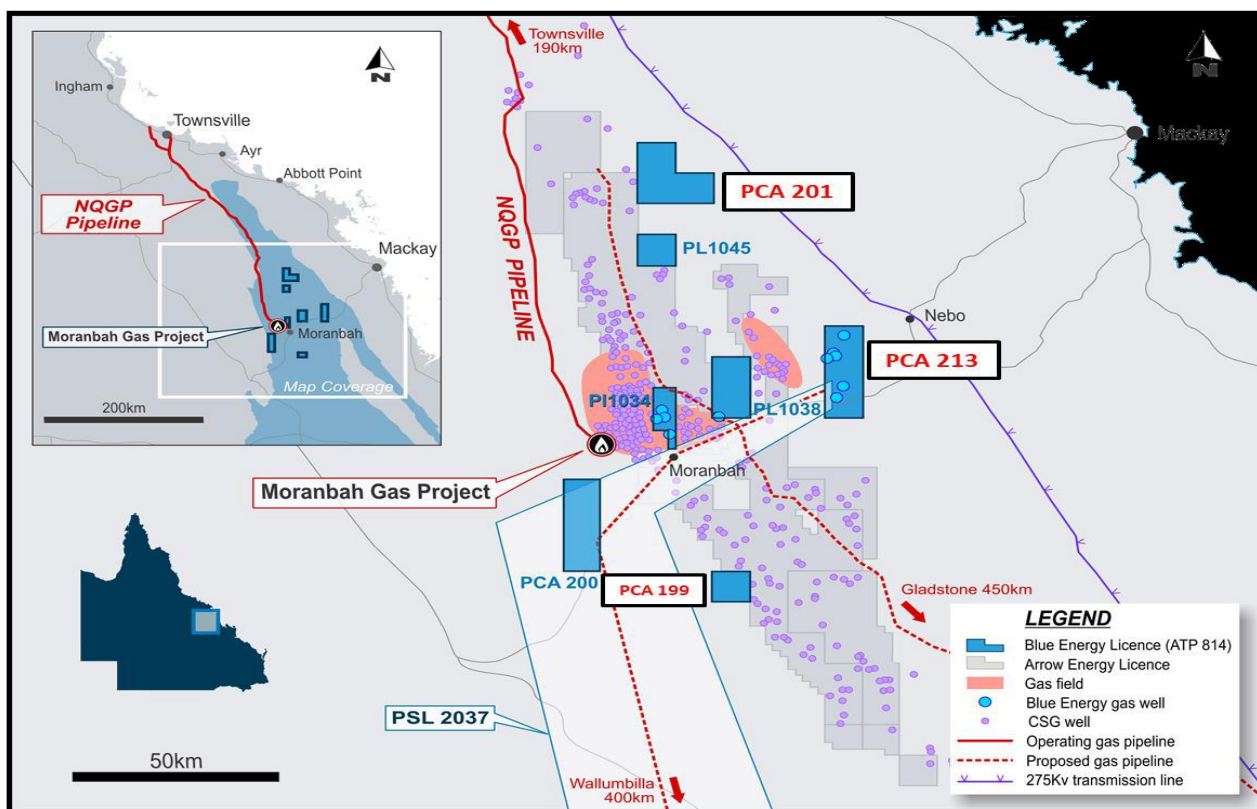 N
Ingham
Townsville
Ayr
Abbott Point
NQGP
Pipeline
Mackay
Moranbah Gas Project
Moranbah
Map Coverage
200km
Townsville
190km
N
Mackay
PCA 201
NQGP PIPELINE
PL1045
Nebo
PCA 213
Pl1034
PL1038
Moranbah
Moranbah Gas Project
PCA 200
PCA 199
Gladstone 450km
PSL 2037
50km
Wallumbilla
400km
LEGEND
Blue Energy Licence (ATP 814)
Arrow Energy Licence
Gas field
Blue Energy gas well
CSG well
Operating gas pipeline
Proposed gas pipeline
275Kv transmission line